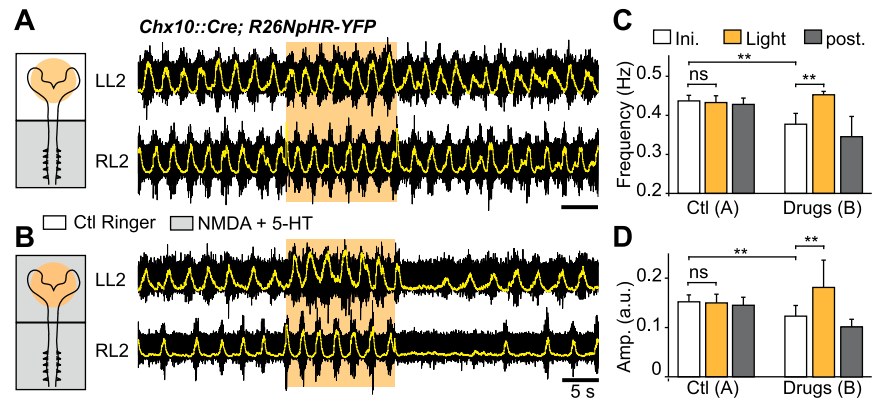 A
Chx10::Cre; R26NpHR-YFP
LL2
RL2
Ctl Ringer
NMDA + 5-HT
B
LL2
RL2
5 s
C
Ini.
Light
post.
Frequency (Hz)
0.5
0.4
0.3
0.2
**
ns
**
Ctl (A)
Drugs (B)
D
Amp. (a.u.)
0.2
0.1
0
**
ns
**
Ctl (A)
Drugs (B)